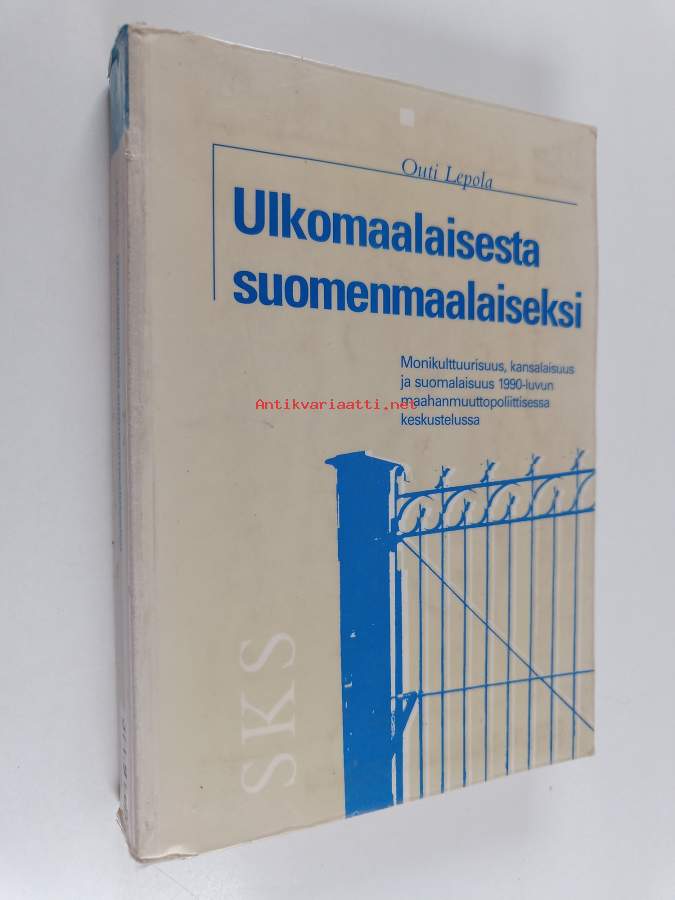 Outi Lepola
Ulkomaalaisesta
suomenmaalaiseksi
Monikulttuurisuus, kansalaisuus
ja suomalaisuus 1990-luvun
maahanmuuttopoliittisessa
keskustelussa
Antikvariaatti.net
SKS